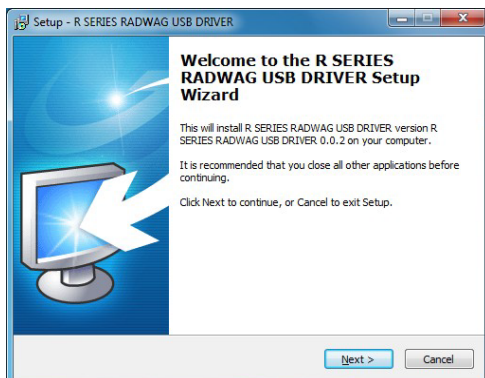 Setup - R SERIES RADWAG USB DRIVER
Welcome to the R SERIES
RADWAG USB DRIVER Setup
Wizard
This will install R SERIES RADWAG USB DRIVER version R
SERIES RADWAG USB DRIVER 0.0.2 on your computer.
It is recommended that you close all other applications before
continuing.
Click Next to continue, or Cancel to exit Setup.
Next >
Cancel